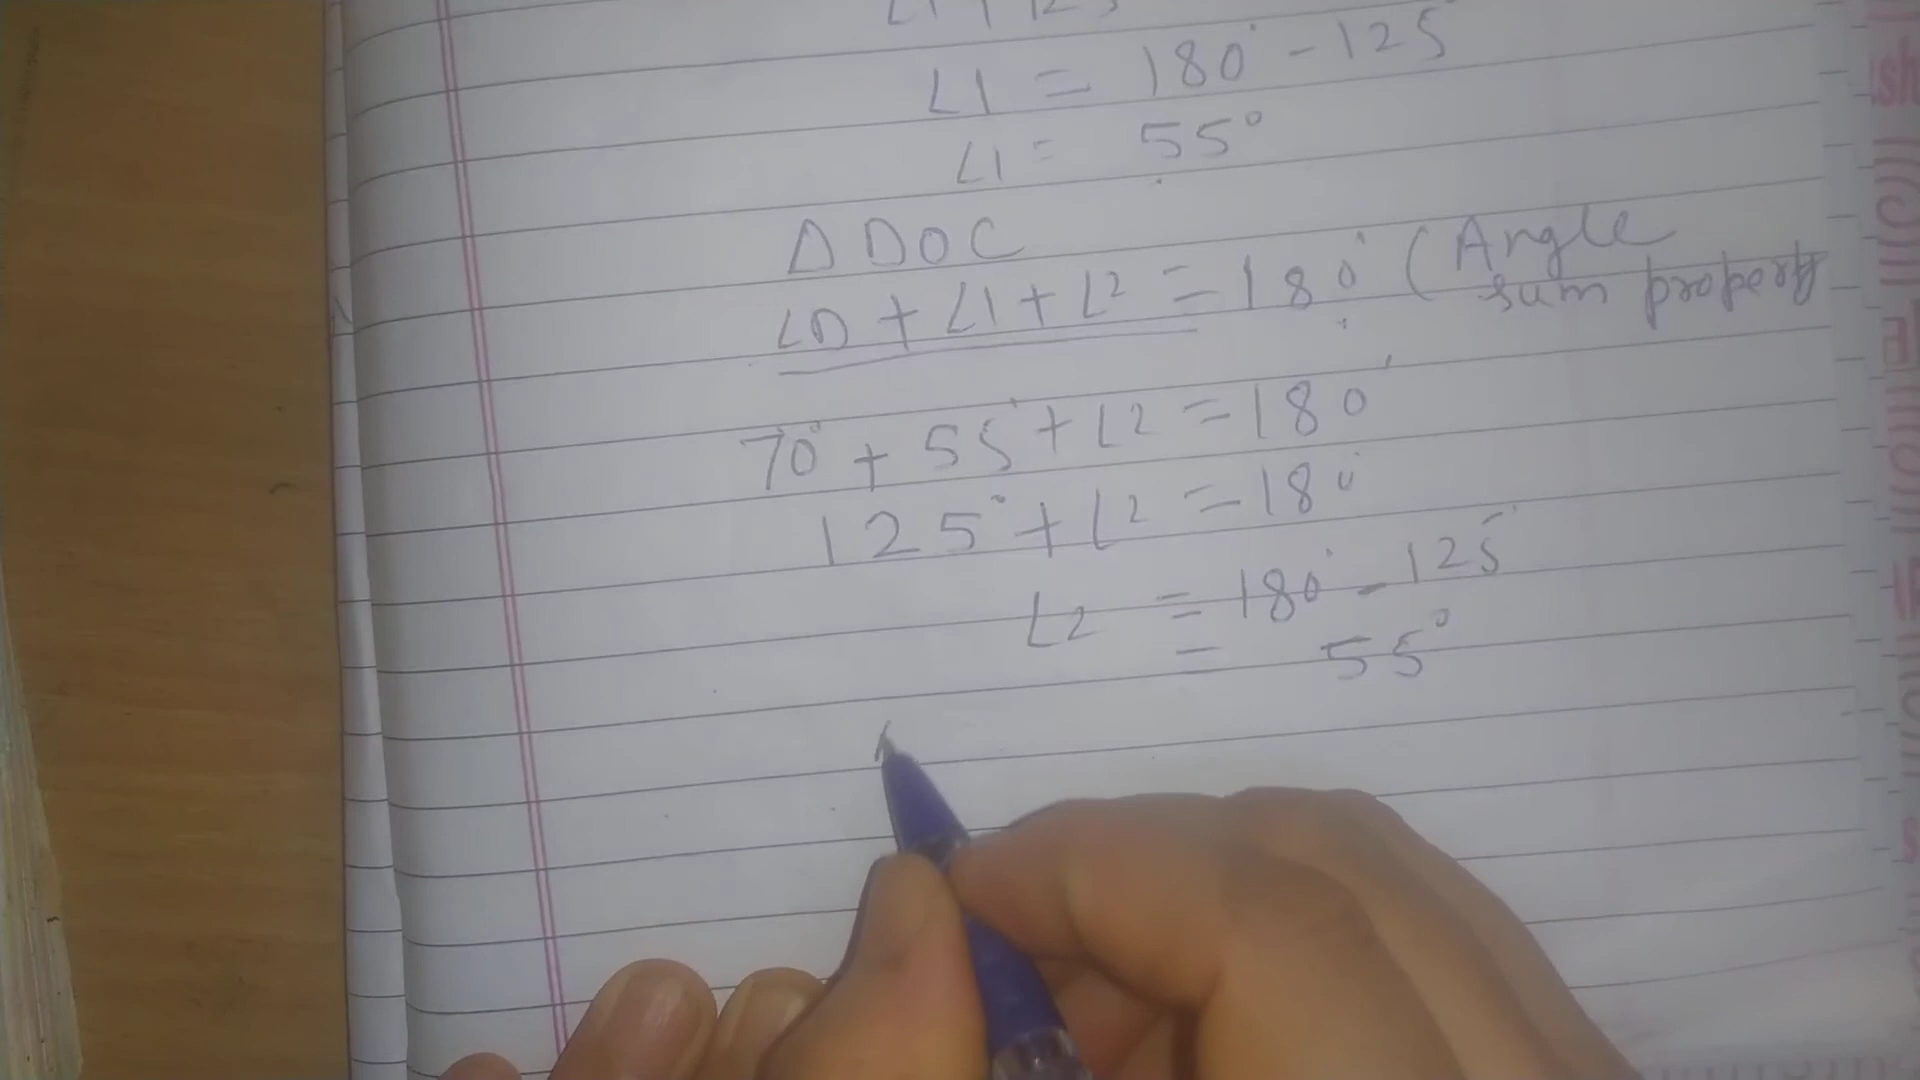 ∠1 = 180° - 125°
∠1 = 55°
Δ DOC
∠D + ∠1 + ∠2 = 180° (Angle
sum property
70° + 55° + ∠2 = 180°
125° + ∠2 = 180°
∠2 = 180° - 125°
= 55°